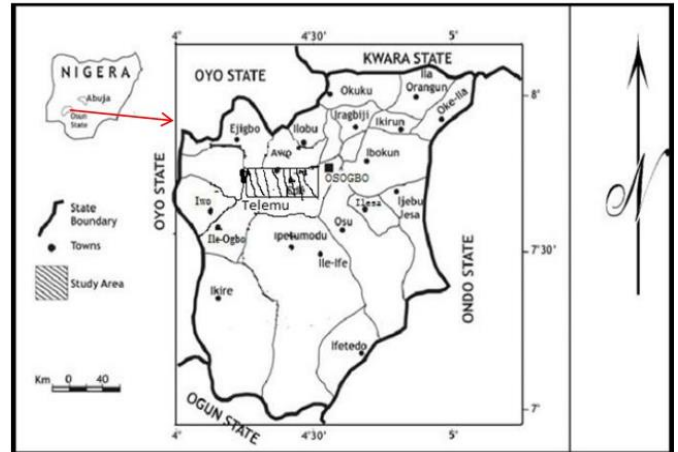 NIGERA
Abuja
Osun
State
State
Boundary
Towns
Study Area
Km 0 40
4° 4°30' 5'
KWARA STATE
OYO STATE
Ila
Orangun
Okuku
Oke-Ila
8'
Iragbiji
Ikirun
Ejigbo
Ilobu
Awo
Ibokun
OSOGBO
Ede
OYO STATE
Iwo
Telemu
Ilesa
Ijebu
Jesa
Ile-Ogbo
Osu
Ipetumodu
7'30'
Ile-Ife
Ikire
ONDO STATE
Ifetedo
7'
OGUN STATE
4° 4°30' 5'
N